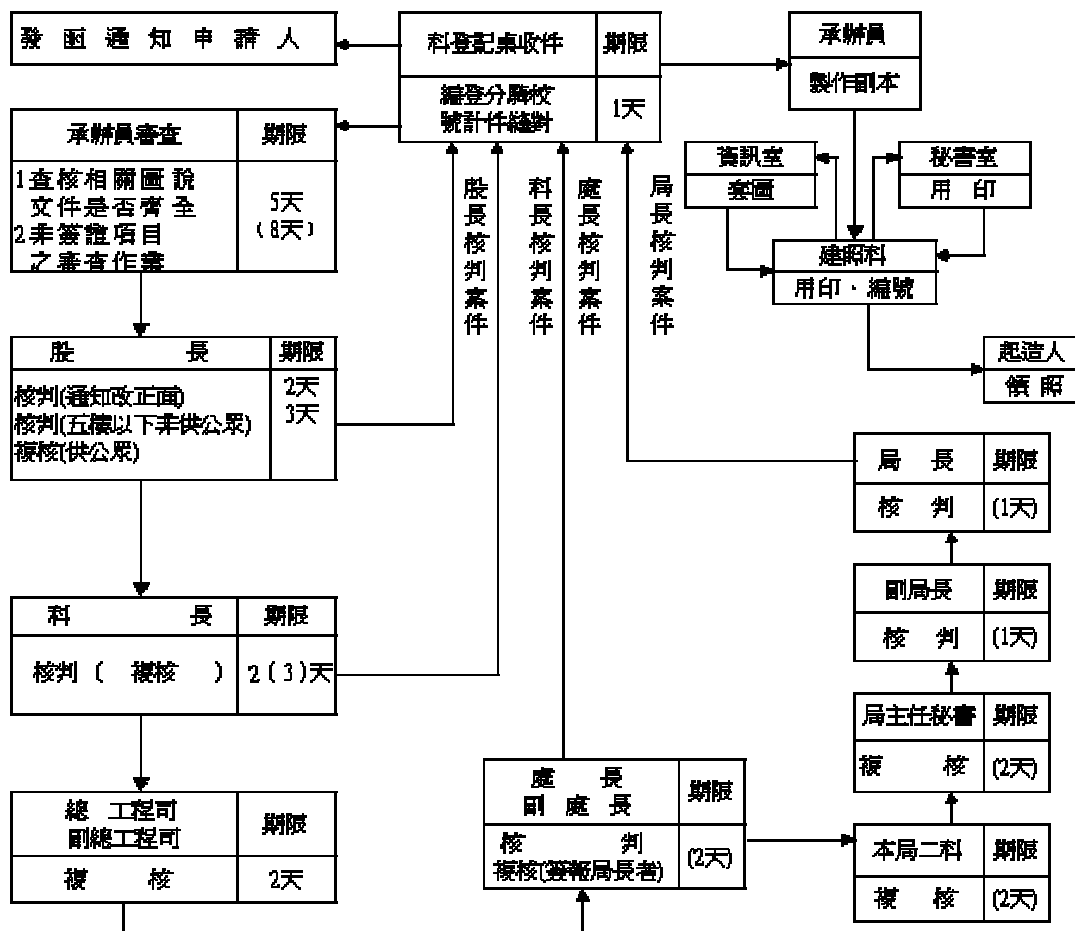 發函通知申請人
科登記桌收件
期限
編登分騎校
號計件縫對
1天
承辦員
製作副本
承辦員審查
期限
1查核相關圖說
文件是否齊全
2非簽證項目
之審查作業
5天
(8天)
資訊室
套圖
秘書室
用 印
建照科
用印、編號
起造人
領照
股長核判案件
科長核判案件
處長核判案件
局長核判案件
股 長
期限
核判(通知改正面)
核判(五樓以下非供公眾)
複核(供公眾)
2天
3天
局 長
期限
核 判
(1天)
副局長
期限
核 判
(1天)
科 長
期限
核判( 複核 )
2(3)天
局主任秘書
期限
複 核
(2天)
總 工程司
副總工程司
期限
複 核
2天
處 長
副 處 長
期限
核 判
複核(簽報局長者)
(2天)
本局二科
期限
複 核
(2天)